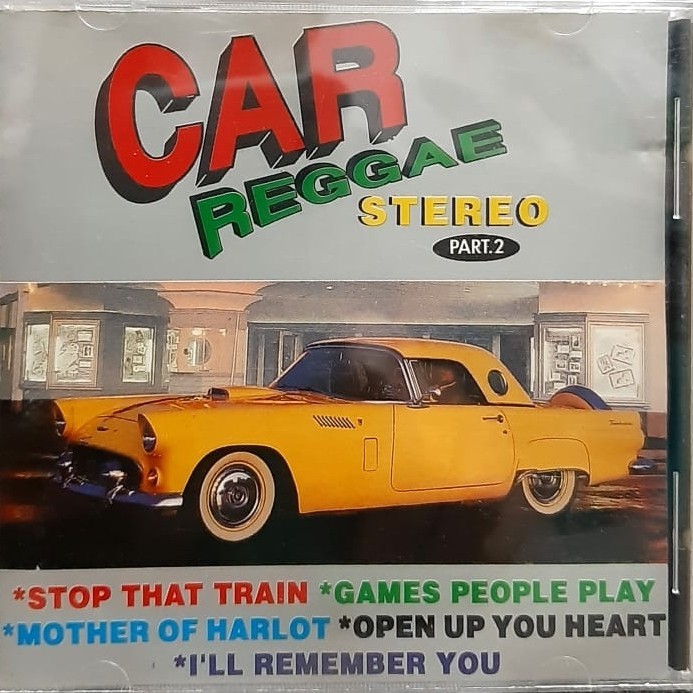 CAR
REGGAE
STEREO
PART.2
Thunderbird
*STOP THAT TRAIN *GAMES PEOPLE PLAY
*MOTHER OF HARLOT *OPEN UP YOU HEART
*I'LL REMEMBER YOU